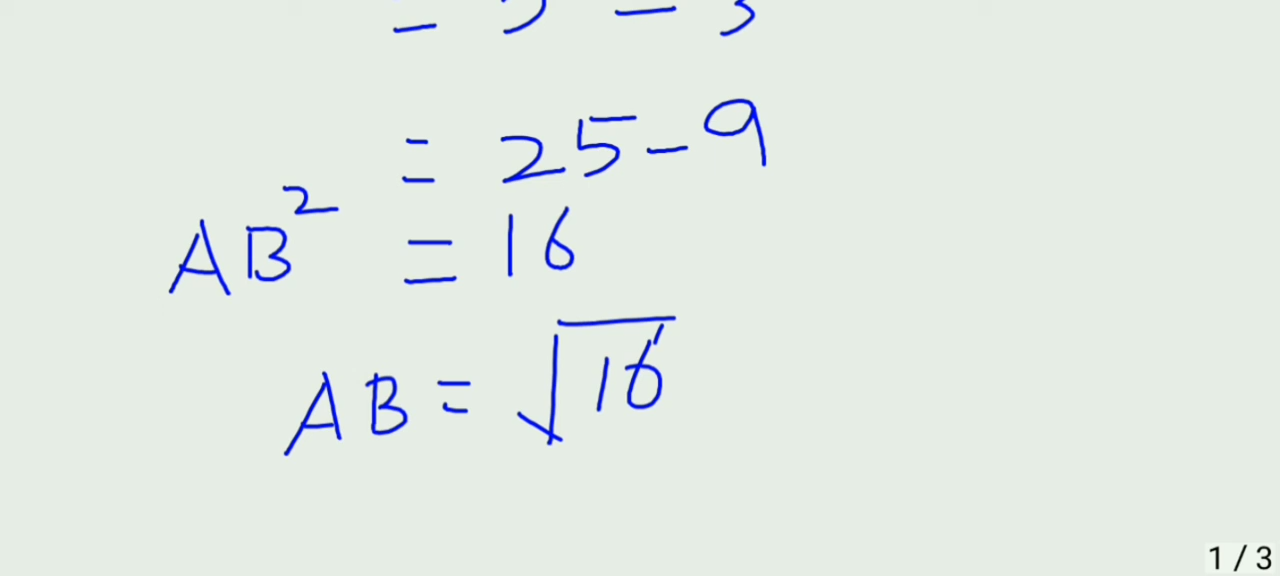 = 25-9
AB² = 16
AB = √16
1 / 3